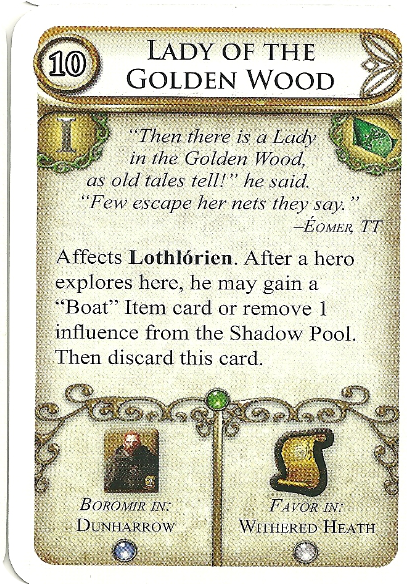 10
LADY OF THE
GOLDEN WOOD
I
“Then there is a Lady
in the Golden Wood,
as old tales tell!” he said.
“Few escape her nets they say.”
–ÉOMER, TT
Affects Lothlórien. After a hero
explores here, he may gain a
“Boat” Item card or remove 1
influence from the Shadow Pool.
Then discard this card.
BOROMIR IN:
DUNHARROW
FAVOR IN:
WITHERED HEATH